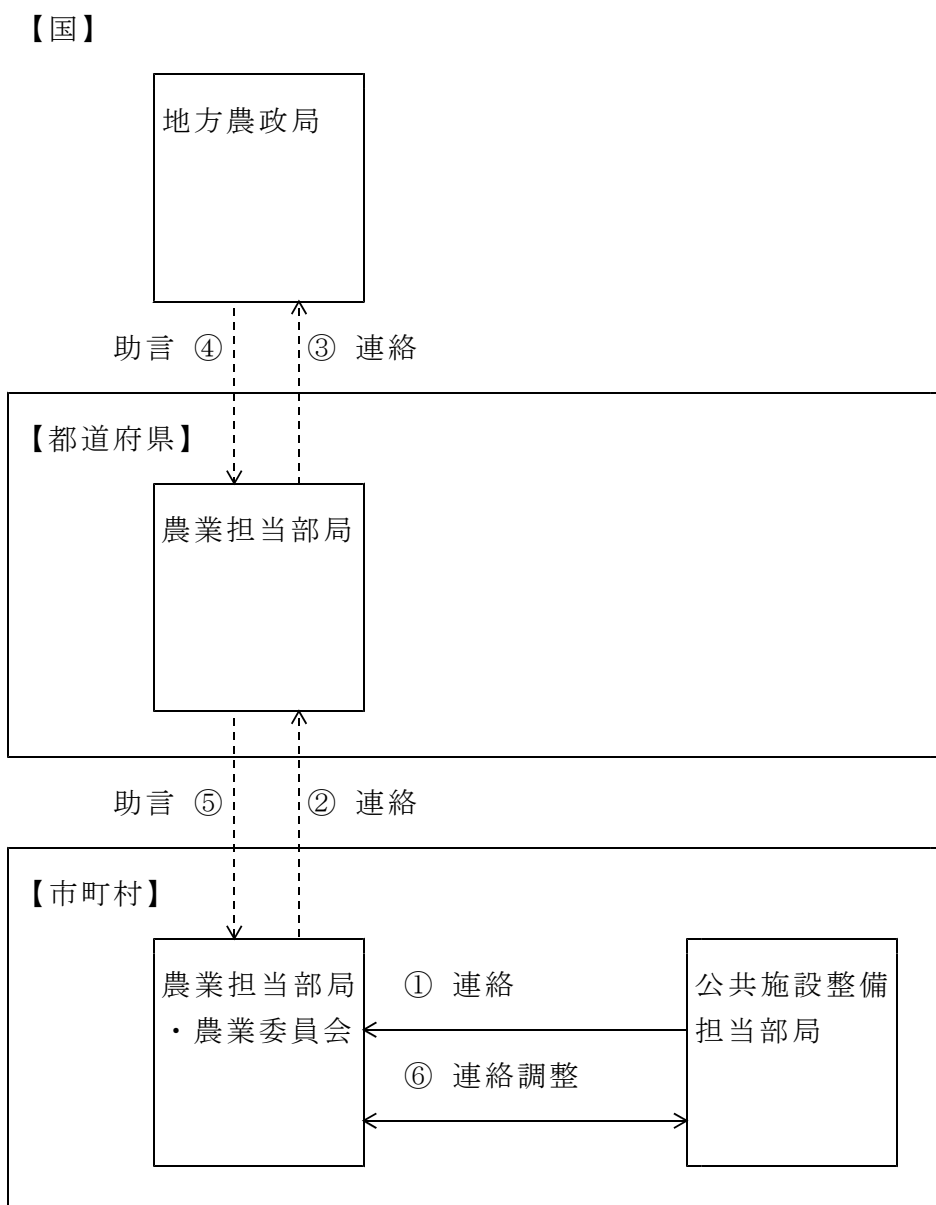 【国】
地方農政局
助言 ④
③ 連絡
【都道府県】
農業担当部局
助言 ⑤
② 連絡
【市町村】
農業担当部局
・農業委員会
① 連絡
⑥ 連絡調整
公共施設整備
担当部局